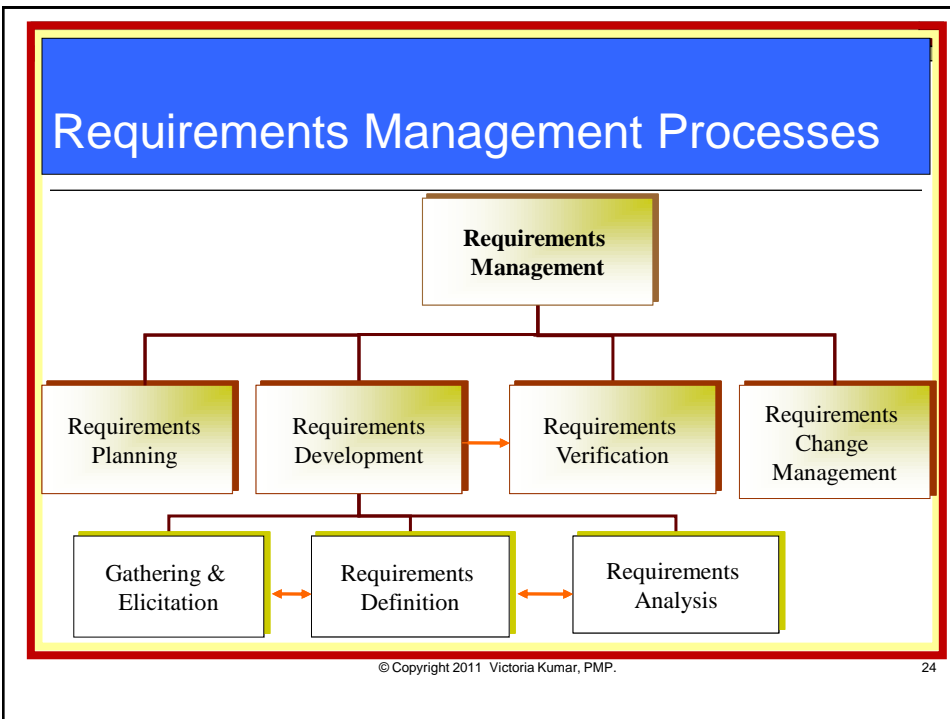 Requirements Management Processes
Requirements
Management
Requirements
Planning
Requirements
Development
Requirements
Verification
Requirements
Change
Management
Gathering &
Elicitation
Requirements
Definition
Requirements
Analysis
© Copyright 2011 Victoria Kumar, PMP.
24